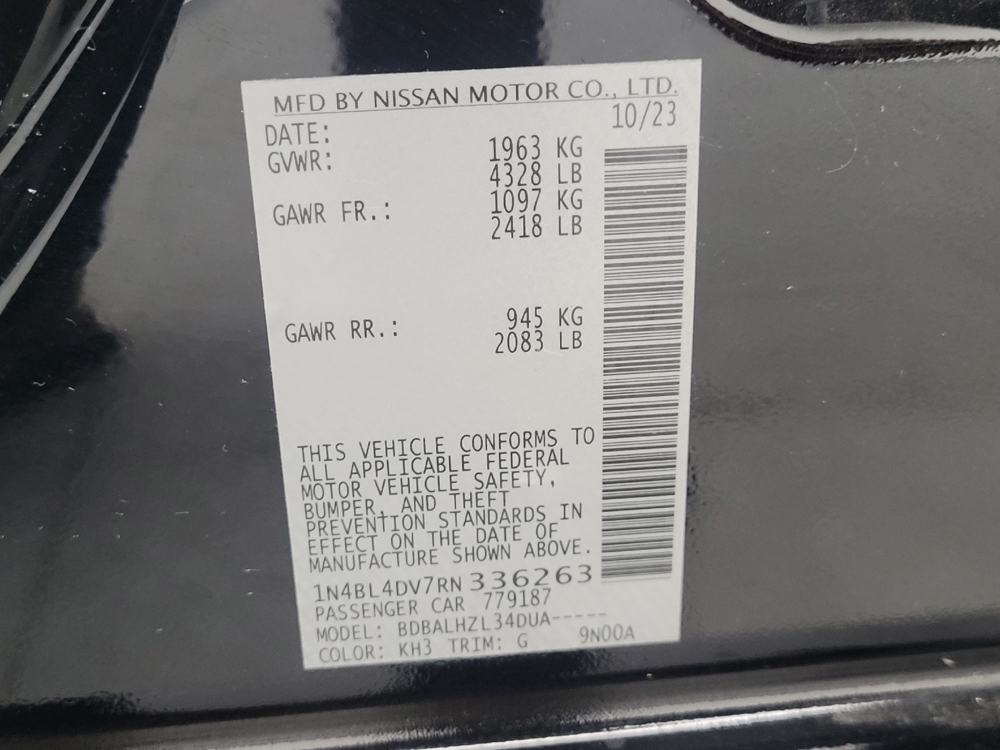 MFD BY NISSAN MOTOR CO., LTD.
DATE: 10/23
GVWR: 1963 KG
4328 LB
GAWR FR.: 1097 KG
2418 LB
GAWR RR.: 945 KG
2083 LB
THIS VEHICLE CONFORMS TO
ALL APPLICABLE FEDERAL
MOTOR VEHICLE SAFETY,
BUMPER, AND THEFT
PREVENTION STANDARDS IN
EFFECT ON THE DATE OF
MANUFACTURE SHOWN ABOVE.
1N4BL4DV7RN336263
PASSENGER CAR 779187
MODEL: BDBALHZL34DUA-----
COLOR: KH3 TRIM: G 9N00A